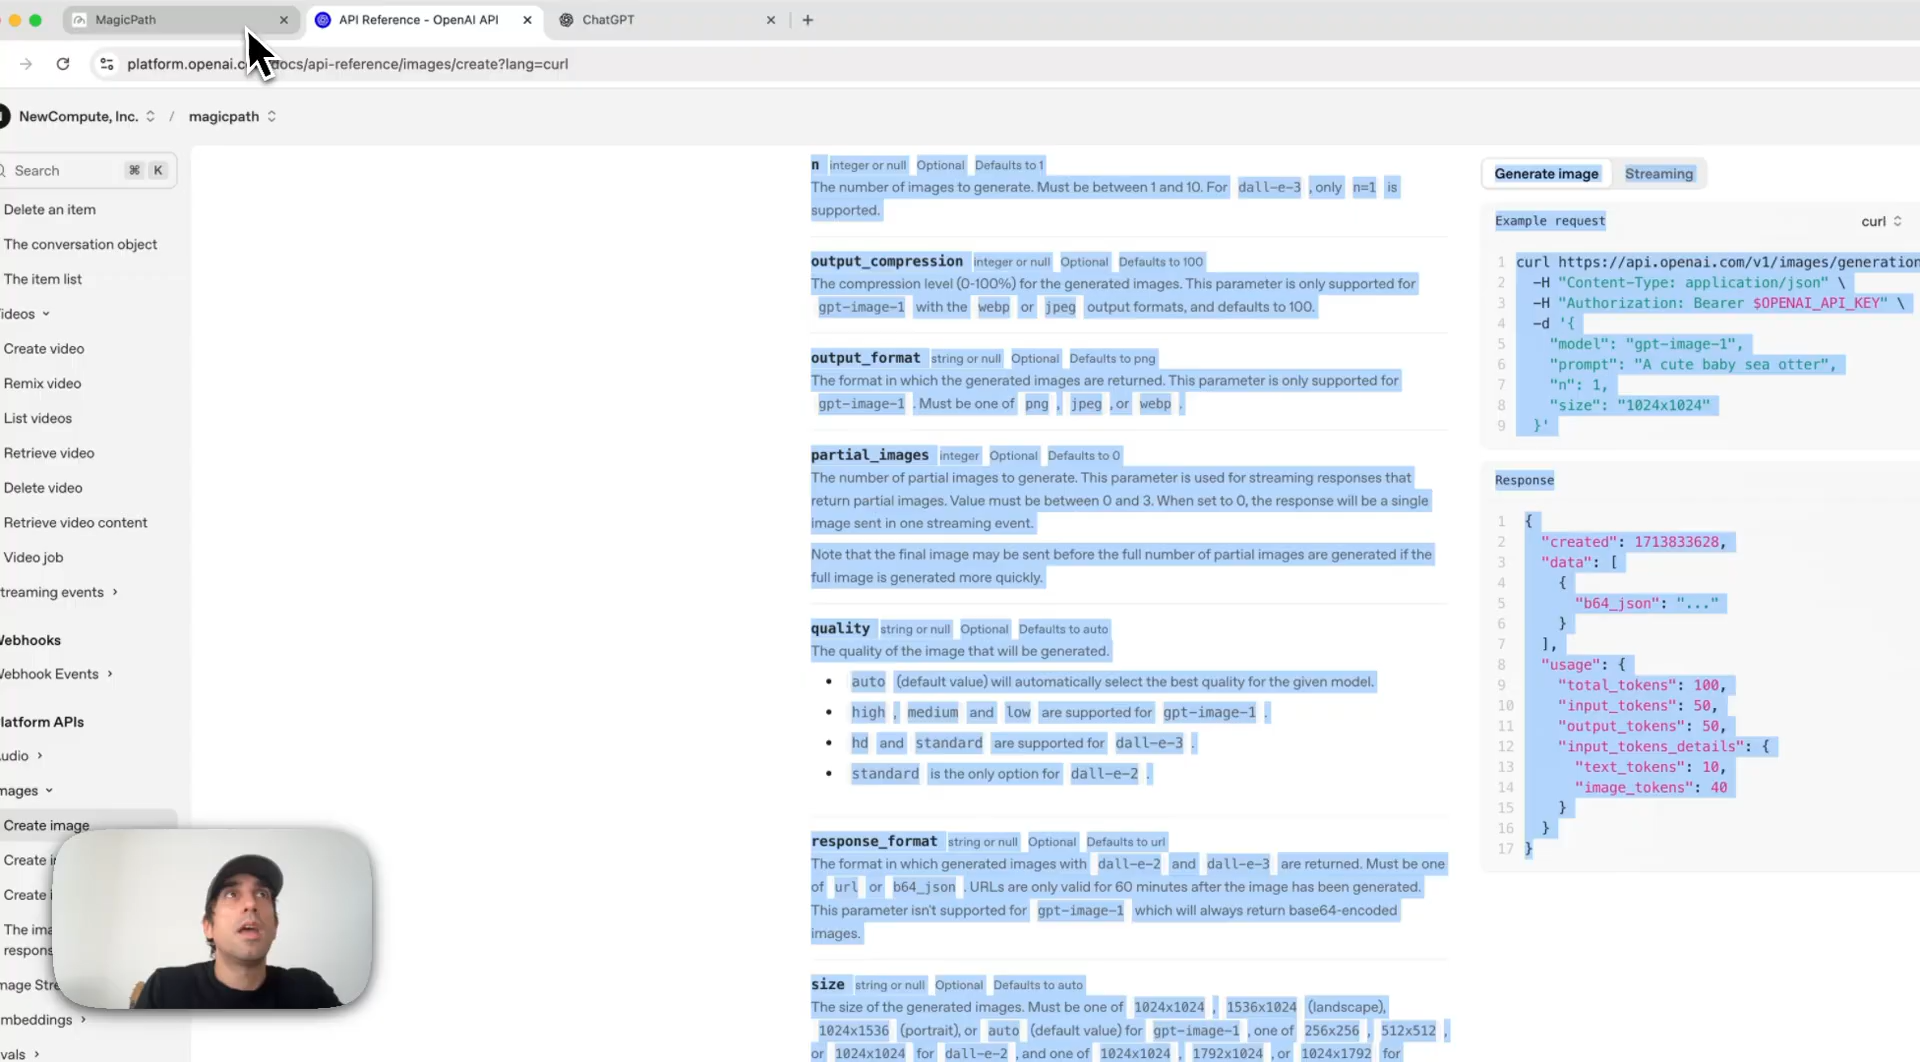 MagicPath
API Reference - OpenAI API
ChatGPT
platform.openai.c docs/api-reference/images/create?lang=curl
NewCompute, Inc. / magicpath
Search ⌘ K
Delete an item
The conversation object
The item list
ideos
Create video
Remix video
List videos
Retrieve video
Delete video
Retrieve video content
Video job
treaming events
Webhooks
Webhook Events
latform APIs
udio
mages
Create image
Create i
Create i
The ima
respons
mage Stre
mbeddings
vals
n integer or null Optional Defaults to 1
The number of images to generate. Must be between 1 and 10. For dall-e-3 , only n=1 is
supported.
output_compression integer or null Optional Defaults to 100
The compression level (0-100%) for the generated images. This parameter is only supported for
gpt-image-1 with the webp or jpeg output formats, and defaults to 100.
output_format string or null Optional Defaults to png
The format in which the generated images are returned. This parameter is only supported for
gpt-image-1 . Must be one of png , jpeg , or webp .
partial_images integer Optional Defaults to 0
The number of partial images to generate. This parameter is used for streaming responses that
return partial images. Value must be between 0 and 3. When set to 0, the response will be a single
image sent in one streaming event.
Note that the final image may be sent before the full number of partial images are generated if the
full image is generated more quickly.
quality string or null Optional Defaults to auto
The quality of the image that will be generated.
• auto (default value) will automatically select the best quality for the given model.
• high , medium and low are supported for gpt-image-1 .
• hd and standard are supported for dall-e-3 .
• standard is the only option for dall-e-2 .
response_format string or null Optional Defaults to url
The format in which generated images with dall-e-2 and dall-e-3 are returned. Must be one
of url or b64_json . URLs are only valid for 60 minutes after the image has been generated.
This parameter isn't supported for gpt-image-1 which will always return base64-encoded
images.
size string or null Optional Defaults to auto
The size of the generated images. Must be one of 1024x1024 , 1536x1024 (landscape),
1024x1536 (portrait), or auto (default value) for gpt-image-1 , one of 256x256 , 512x512 ,
or 1024x1024 for dall-e-2 , and one of 1024x1024 , 1792x1024 , or 1024x1792 for
Generate image Streaming
Example request curl
1 curl https://api.openai.com/v1/images/generation
2 -H "Content-Type: application/json" \
3 -H "Authorization: Bearer $OPENAI_API_KEY" \
4 -d '{
5 "model": "gpt-image-1",
6 "prompt": "A cute baby sea otter",
7 "n": 1,
8 "size": "1024x1024"
9 }'
Response
1 {
2 "created": 1713833628,
3 "data": [
4 {
5 "b64_json": "..."
6 }
7 ],
8 "usage": {
9 "total_tokens": 100,
10 "input_tokens": 50,
11 "output_tokens": 50,
12 "input_tokens_details": {
13 "text_tokens": 10,
14 "image_tokens": 40
15 }
16 }
17 }